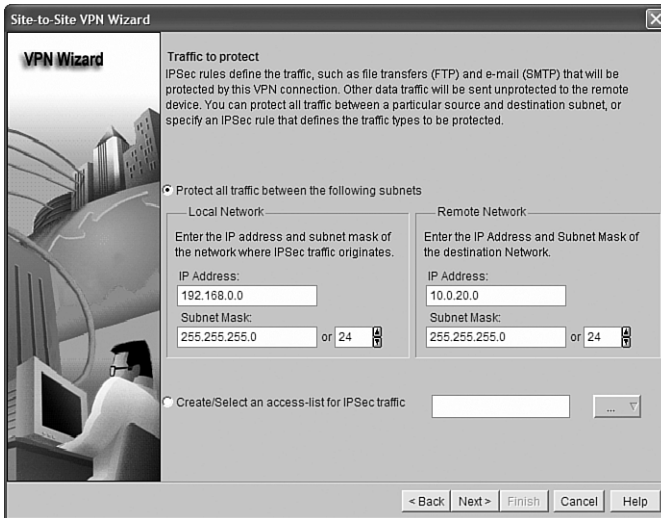 Site-to-Site VPN Wizard
VPN Wizard
Traffic to protect
IPSec rules define the traffic, such as file transfers (FTP) and e-mail (SMTP) that will be
protected by this VPN connection. Other data traffic will be sent unprotected to the remote
device. You can protect all traffic between a particular source and destination subnet, or
specify an IPSec rule that defines the traffic types to be protected.
Protect all traffic between the following subnets
Local Network
Enter the IP address and subnet mask of
the network where IPSec traffic originates.
IP Address:
192.168.0.0
Subnet Mask:
255.255.255.0 or 24
Remote Network
Enter the IP Address and Subnet Mask of
the destination Network.
IP Address:
10.0.20.0
Subnet Mask:
255.255.255.0 or 24
Create/Select an access-list for IPSec traffic
...
< Back Next > Finish Cancel Help